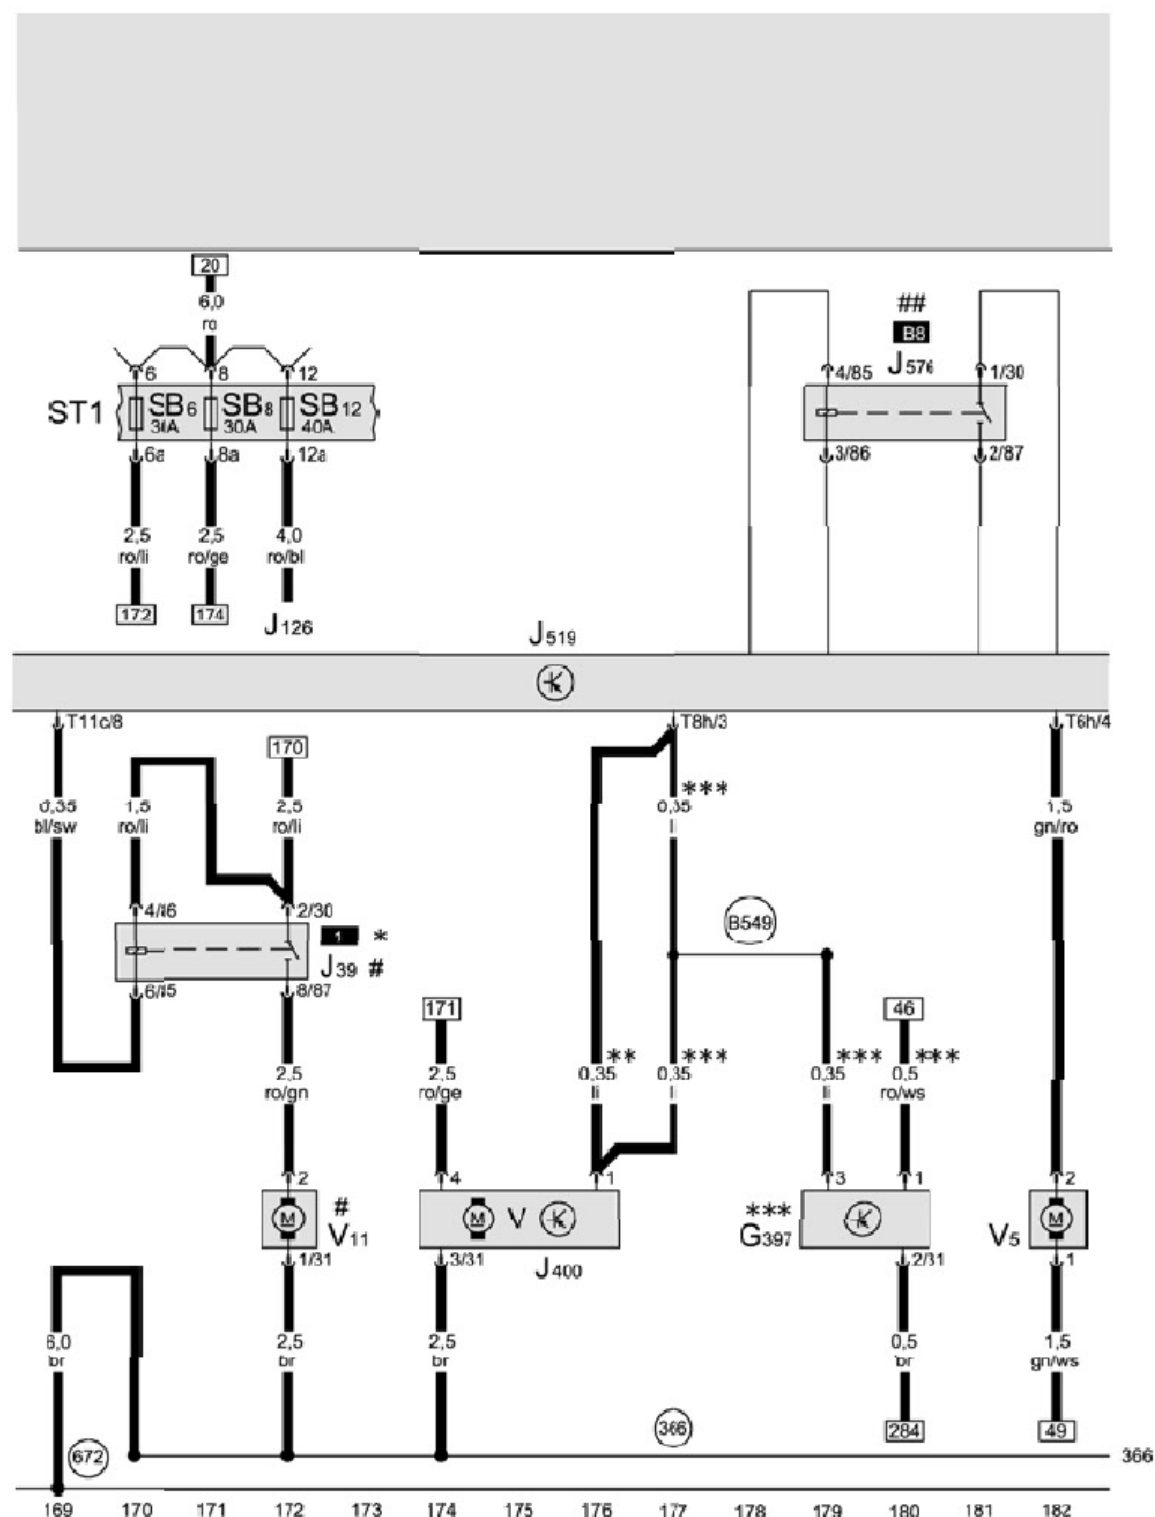 20
6,0
ro
6 8 12
ST1 SB6 SB8 SB12
30A 30A 40A
6a 8a 12a
2,5 2,5 4,0
ro/li ro/ge ro/bl
172 174 J126
##
B8
J576
4/85 1/30
3/86 2/87
J519
T11c/8 T8h/3 T6h/4
170
***
0,35 1,5 2,5 0,35 1,5
bl/sw ro/li ro/li li gn/ro
4/86 2/30
1 *
J39 #
6/85 8/87
B549
171 46
** *** *** ***
2,5 2,5 0,35 0,35 0,35 0,5
ro/gn ro/ge li li li ro/ws
2 4 1 3 1 2
M M V M
# ***
V11 G397 V5
1/31 3/31 J400 2/31 1
6,0 2,5 2,5 0,5 1,5
br br br br gn/ws
672 366 284 49
366
169 170 171 172 173 174 175 176 177 178 179 180 181 182